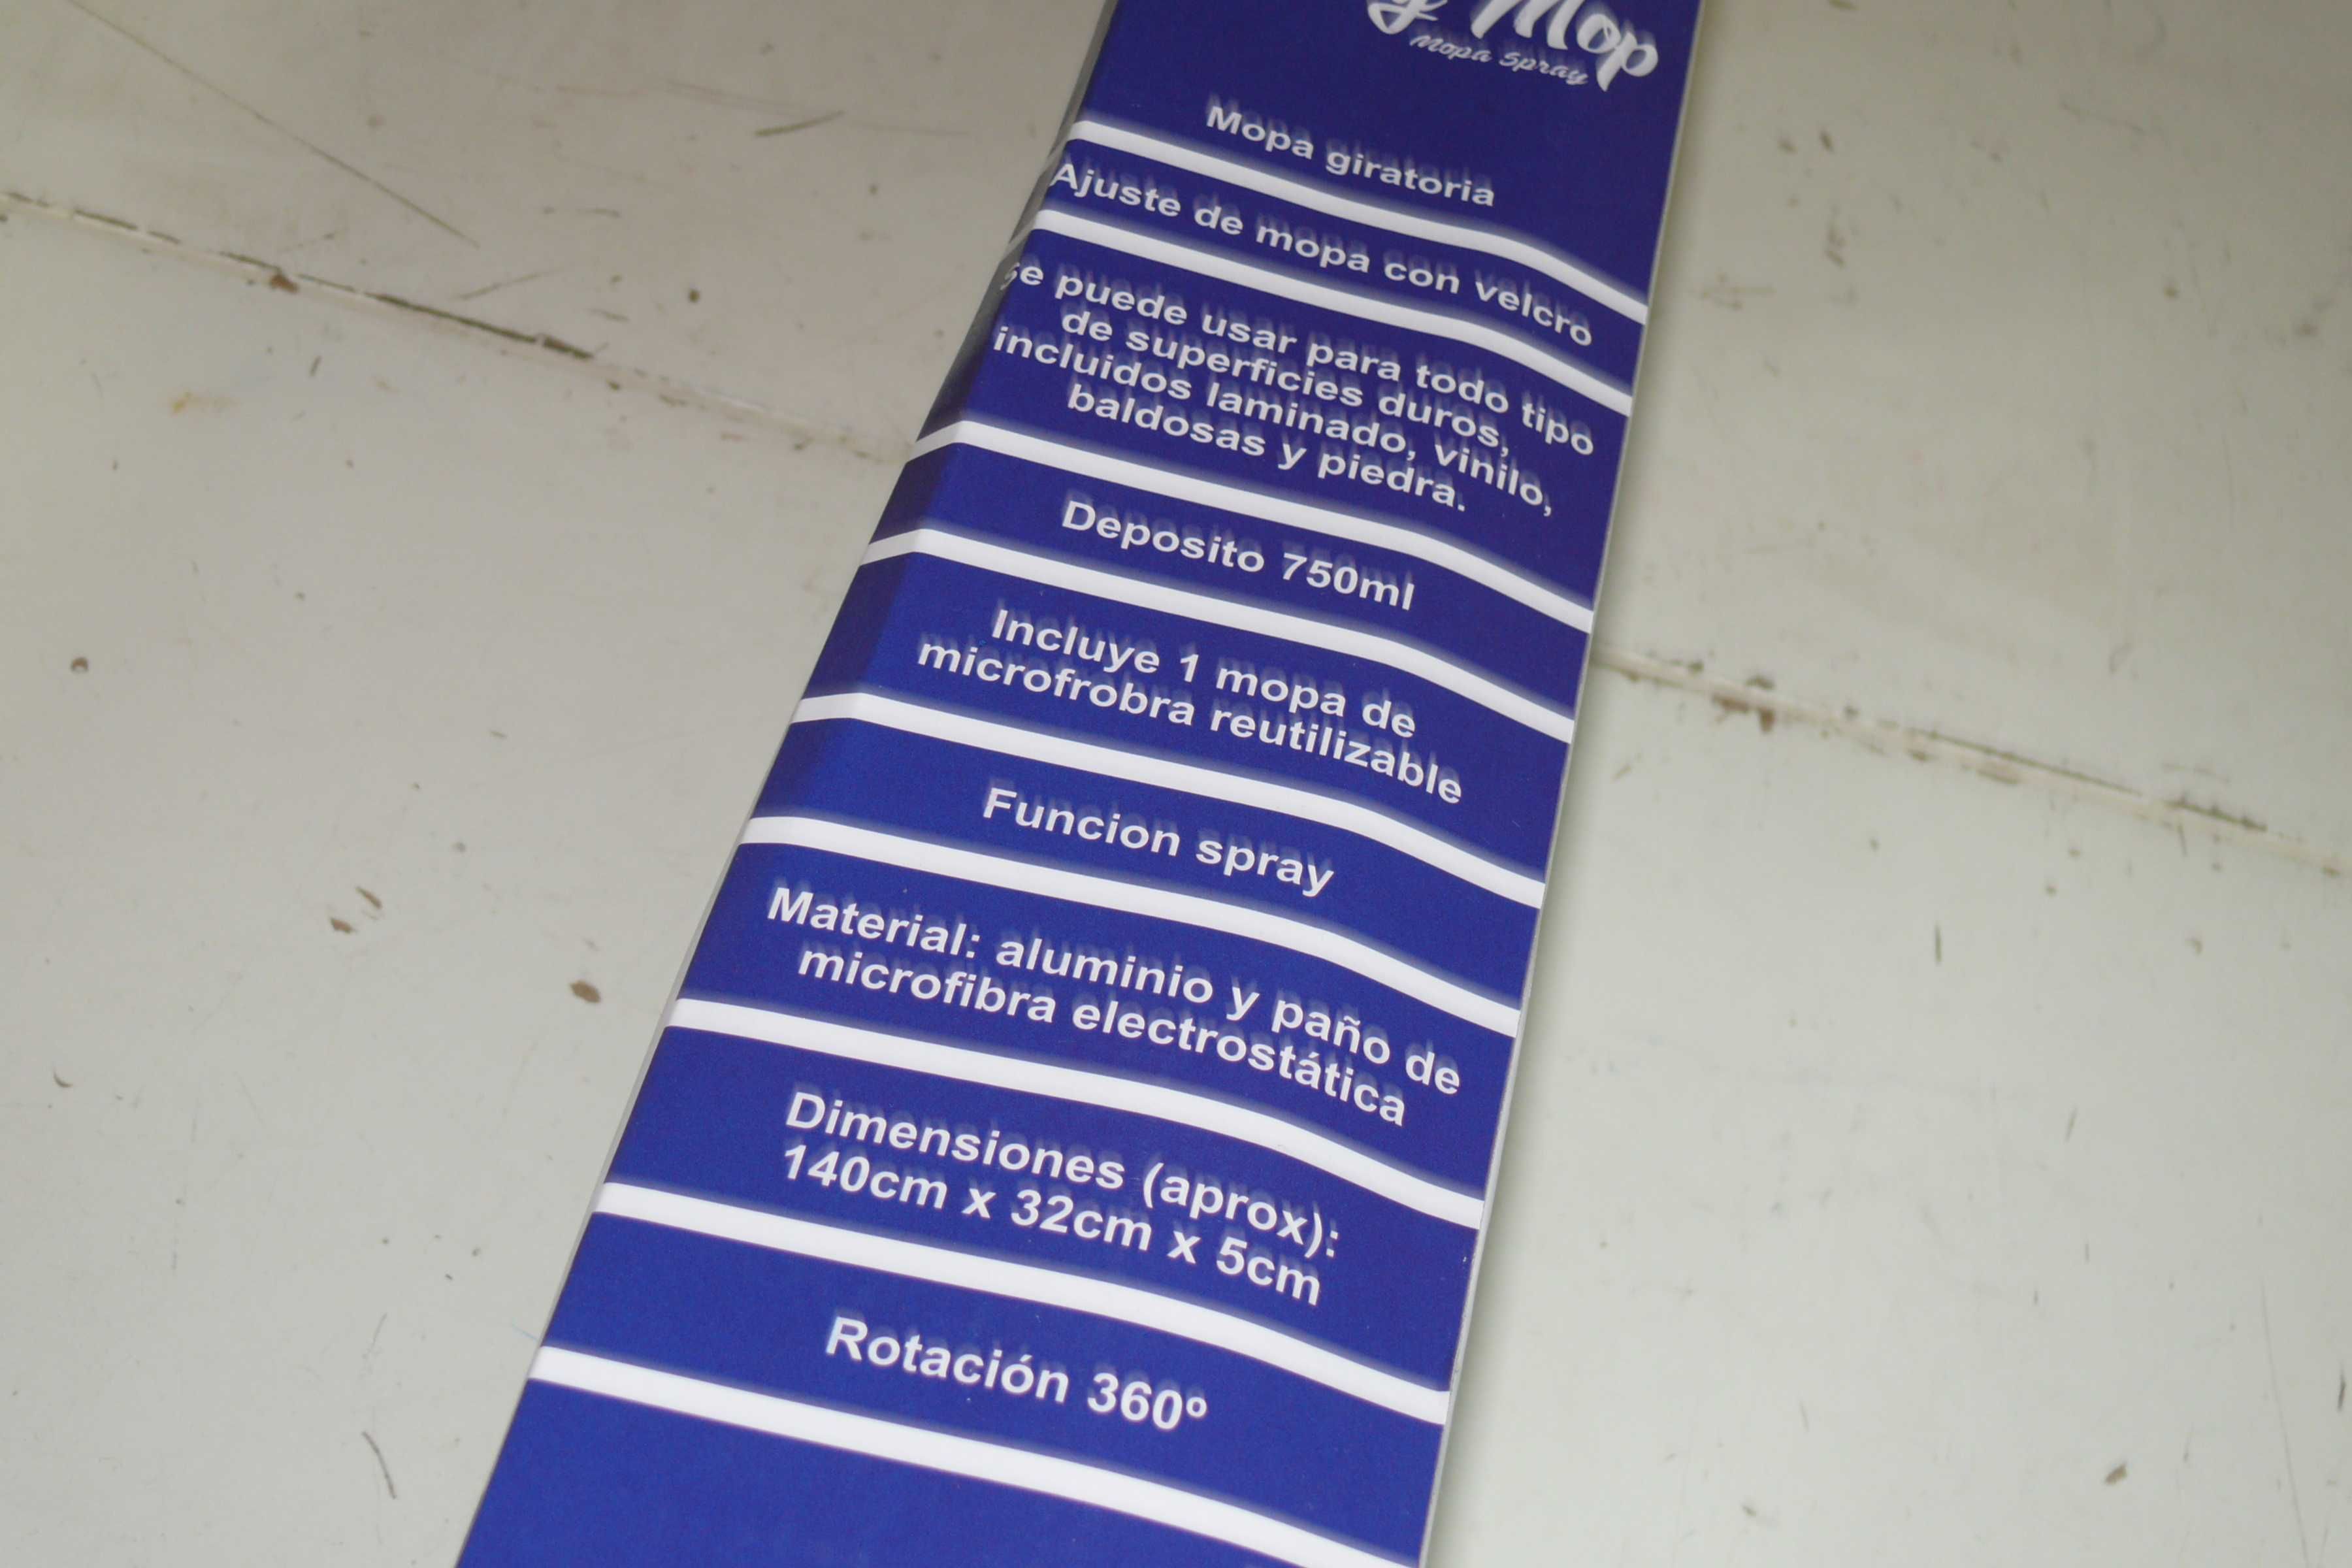 y Mop
Mopa spray
Mopa giratoria
Ajuste de mopa con velcro
se puede usar para todo tipo
de superficies duros,
incluidos laminado, vinilo,
baldosas y piedra.
Deposito 750ml
Incluye 1 mopa de
microfrobra reutilizable
Funcion spray
Material: aluminio y paño de
microfibra electrostática
Dimensiones (aprox):
140cm x 32cm x 5cm
Rotación 360º